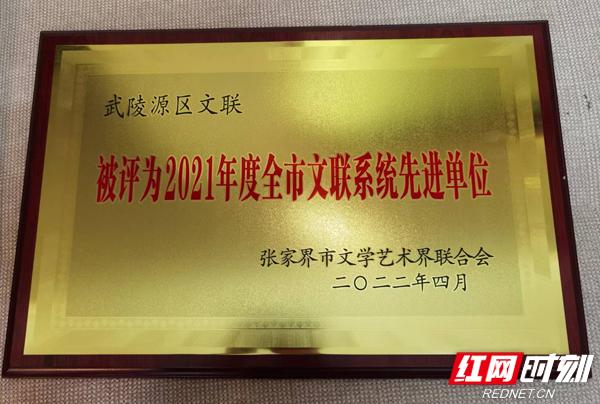 武陵源区文联
被评为2021年度全市文联系统先进单位
张家界市文学艺术界联合会
二〇二二年四月
红网时刻
REDNET.CN